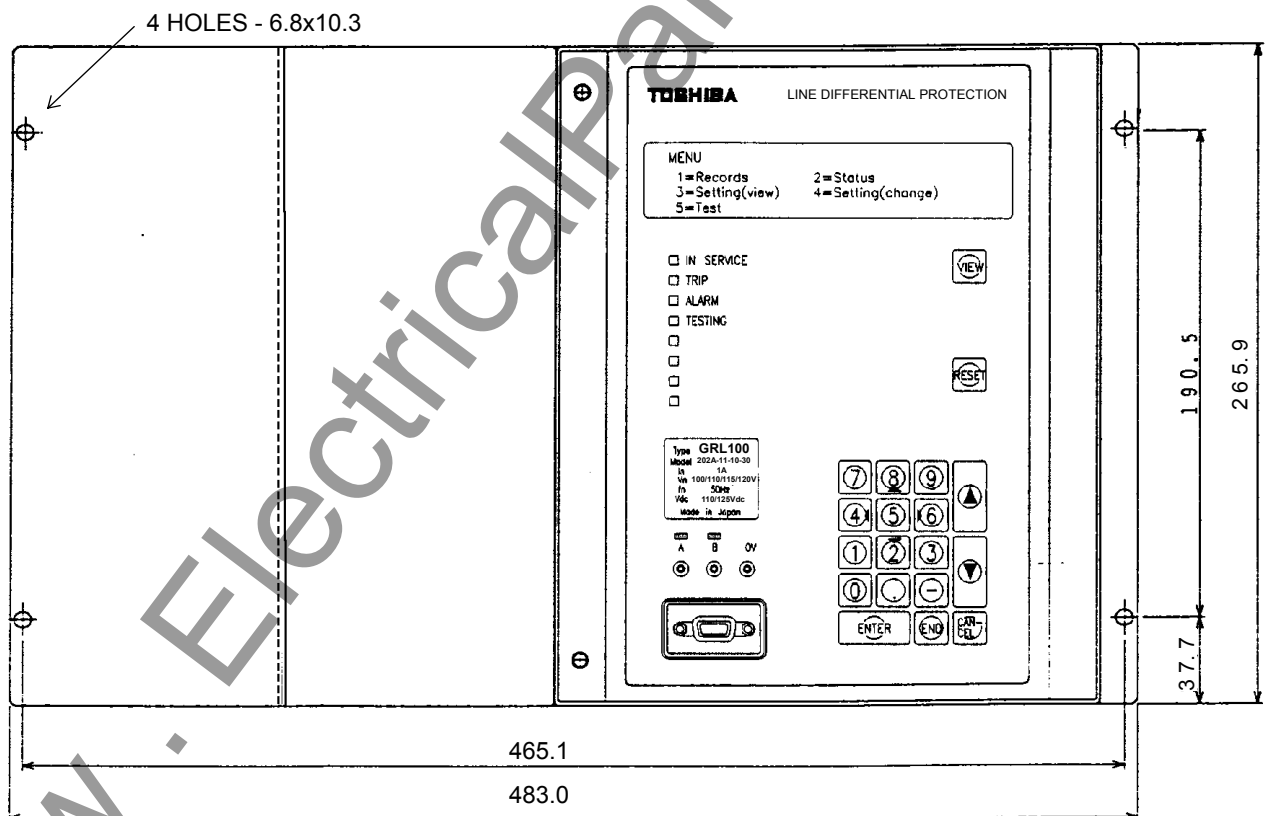 4 HOLES - 6.8x10.3
TOSHIBA LINE DIFFERENTIAL PROTECTION
MENU
1=Records 2=Status
3=Setting(view) 4=Setting(change)
5=Test
IN SERVICE
TRIP
ALARM
TESTING
VIEW
RESET
Type GRL100
Model 202A-11-10-30
In 1A
Vn 100/110/115/120V
fn 50Hz
Vdc 110/125Vdc
Made in Japan
A B 0V
7 8 9
4 5 6
1 2 3
0 . -
ENTER END CAN-
CEL
190.5
265.9
37.7
465.1
483.0
w . ElectricalPa